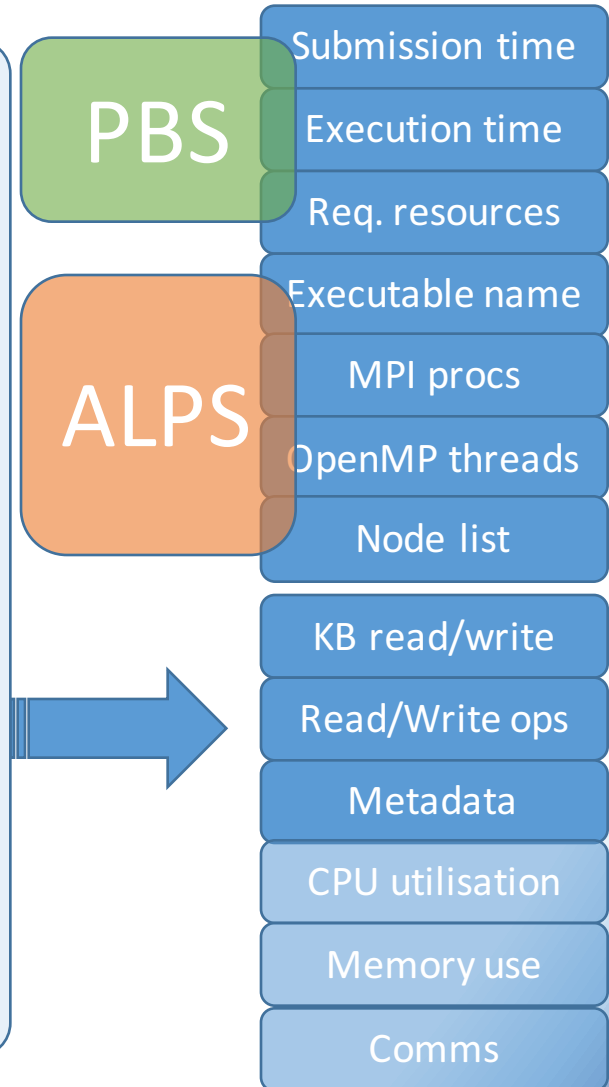 PBS
Submission time
Execution time
Req. resources
ALPS
Executable name
MPI procs
OpenMP threads
Node list
KB read/write
Read/Write ops
Metadata
CPU utilisation
Memory use
Comms